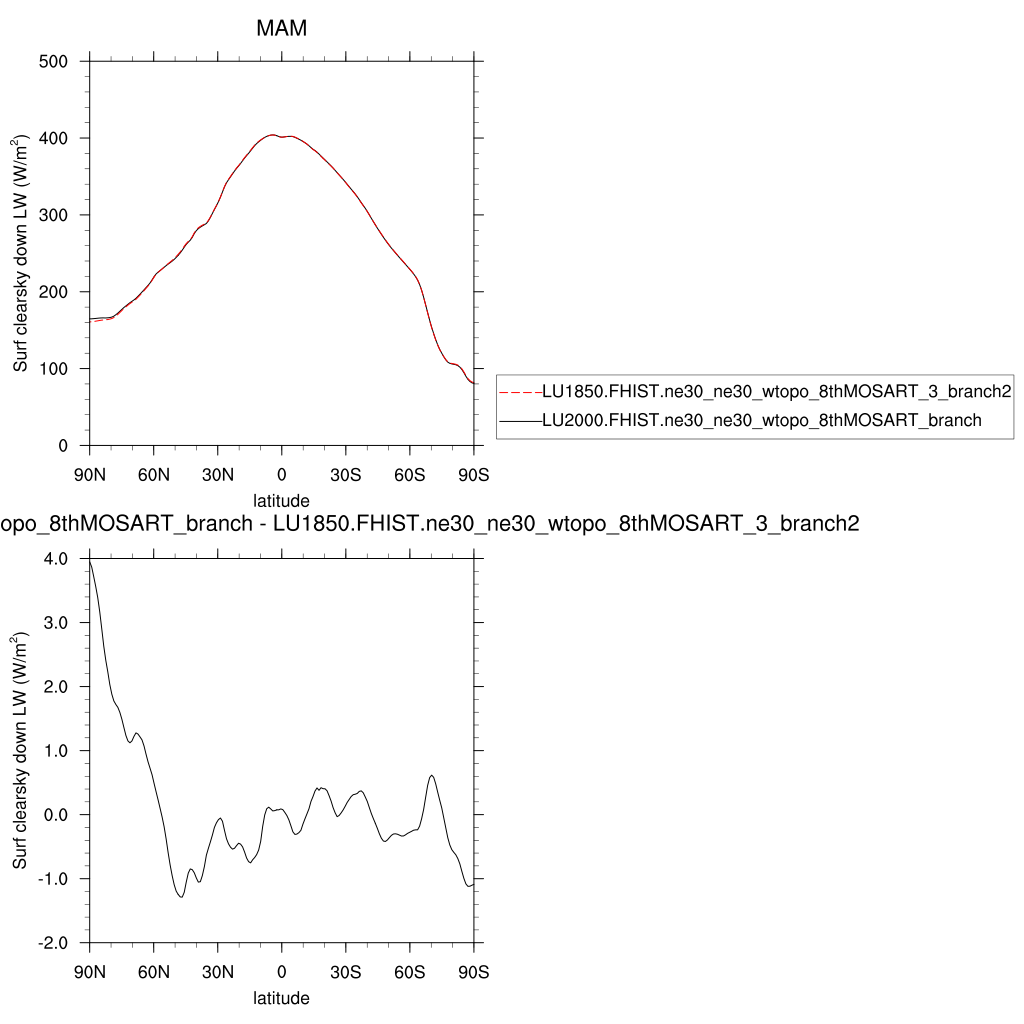 MAM
Surf clearsky down LW (W/m²)
500
400
300
200
100
0
90N 60N 30N 0 30S 60S 90S
latitude
LU1850.FHIST.ne30_ne30_wtopo_8thMOSART_3_branch2
LU2000.FHIST.ne30_ne30_wtopo_8thMOSART_branch
opo_8thMOSART_branch - LU1850.FHIST.ne30_ne30_wtopo_8thMOSART_3_branch2
Surf clearsky down LW (W/m²)
4.0
3.0
2.0
1.0
0.0
-1.0
-2.0
90N 60N 30N 0 30S 60S 90S
latitude